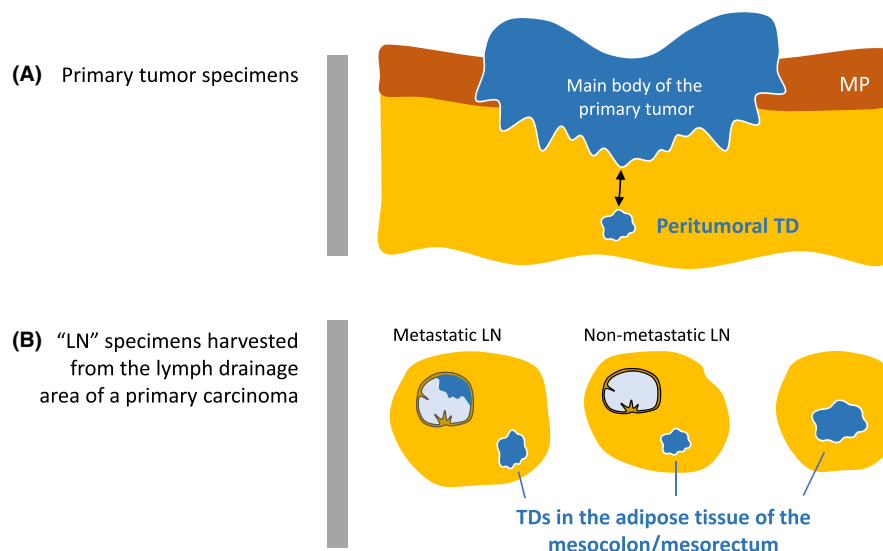 (A) Primary tumor specimens
Main body of the
primary tumor
MP
Peritumoral TD
(B) “LN” specimens harvested
from the lymph drainage
area of a primary carcinoma
Metastatic LN
Non-metastatic LN
TDs in the adipose tissue of the
mesocolon/mesorectum